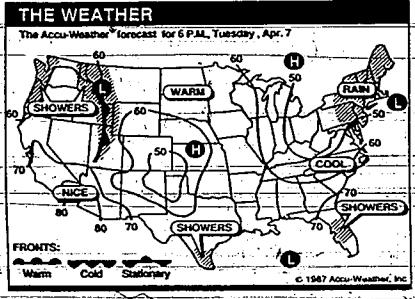 THE WEATHER
The Accu-Weather® forecast for 6 P.M., Tuesday, Apr. 7
60
60
H
50
L
WARM
RAIN
L
SHOWERS
60
60
50
60
50
H
70
COOL
70
NICE
70
SHOWERS
80
80
70
SHOWERS
FRONTS:
L
Warm Cold Stationary
© 1987 Accu-Weather, Inc